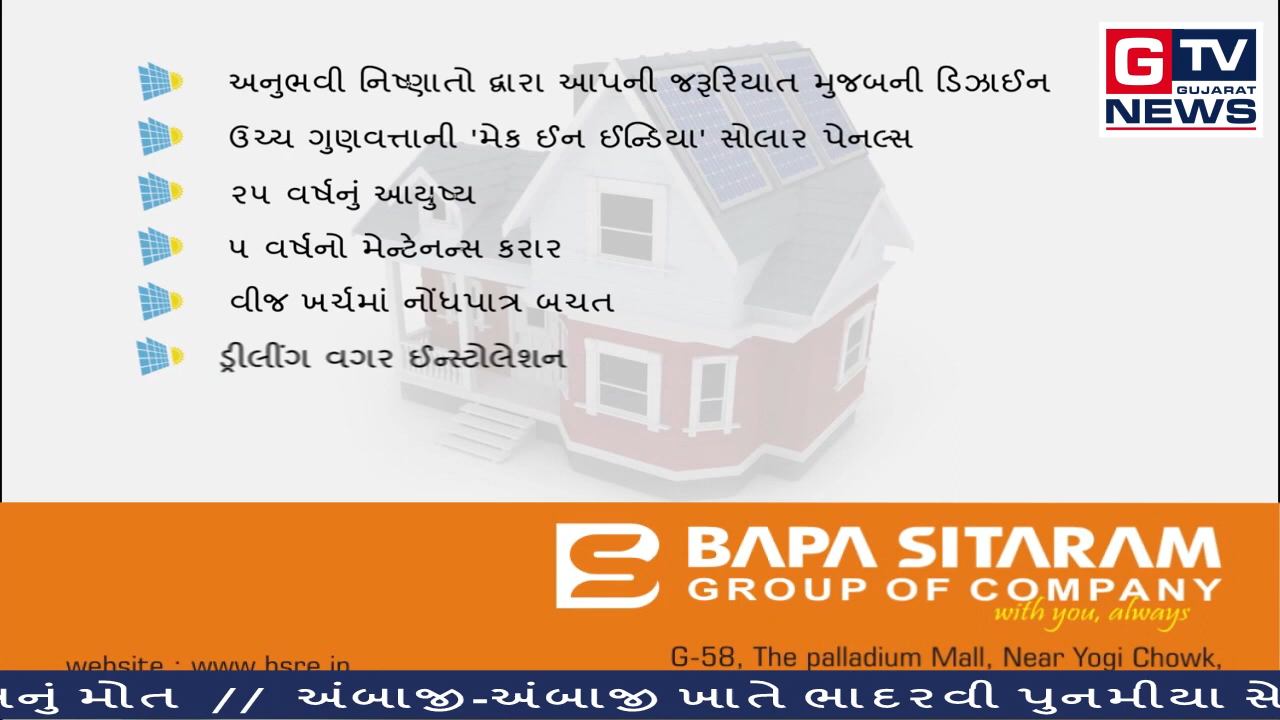 G TV
GUJARAT
NEWS
અનુભવી નિષ્ણાતો દ્વારા આપની જરૂરિયાત મુજબની ડિઝાઈન
ઉચ્ચ ગુણવત્તાની 'મેક ઈન ઈન્ડિયા' સોલાર પેનલ્સ
૨૫ વર્ષનું આયુષ્ય
૫ વર્ષનો મેન્ટેનન્સ કરાર
વીજ ખર્ચમાં નોંધપાત્ર બચત
ડ્રીલીંગ વગર ઈન્સ્ટોલેશન
BAPA SITARAM
GROUP OF COMPANY
with you, always
website : www.bsre.in
G-58, The palladium Mall, Near Yogi Chowk,
મોત // અંબાજી-અંબાજી ખાતે ભાદરવી પુનમીયા